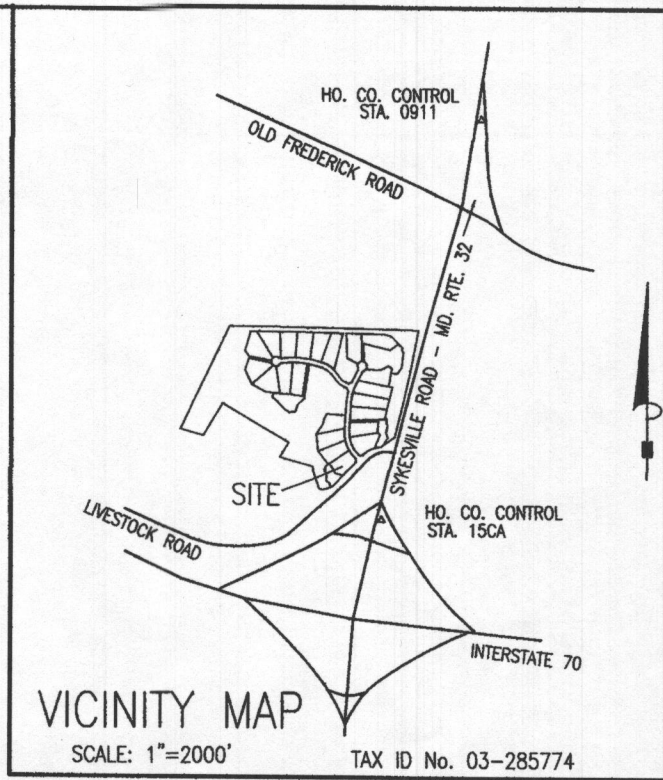 HO. CO. CONTROL
STA. 0911
OLD FREDERICK ROAD
SYKESVILLE ROAD - MD. RTE. 32
SITE
LIVESTOCK ROAD
HO. CO. CONTROL
STA. 15CA
INTERSTATE 70
VICINITY MAP
SCALE: 1"=2000'
TAX ID No. 03-285774